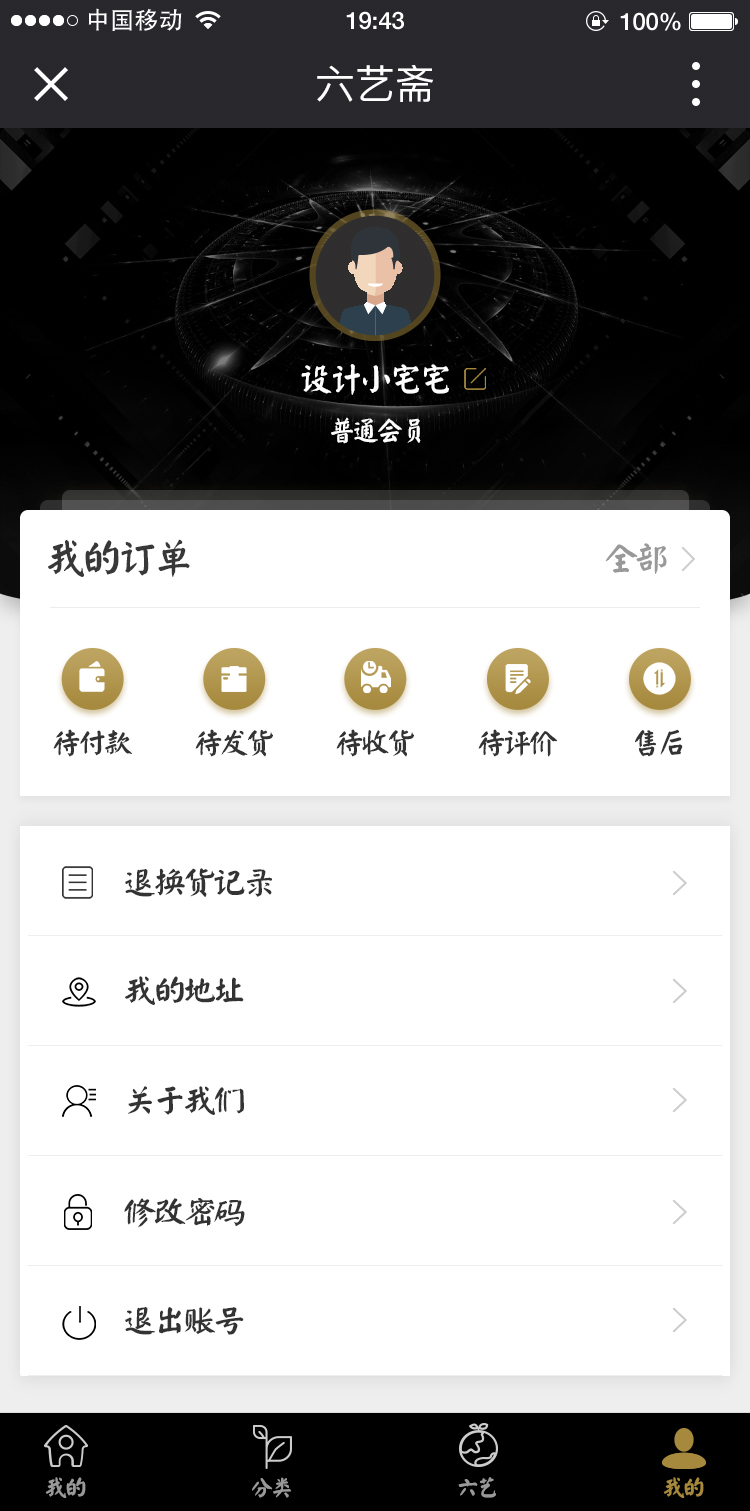 中国移动 19:43 100%
六艺斋
设计小宅宅
普通会员
我的订单 全部
待付款 待发货 待收货 待评价 售后
退换货记录
我的地址
关于我们
修改密码
退出账号
我的 分类 六艺 我的